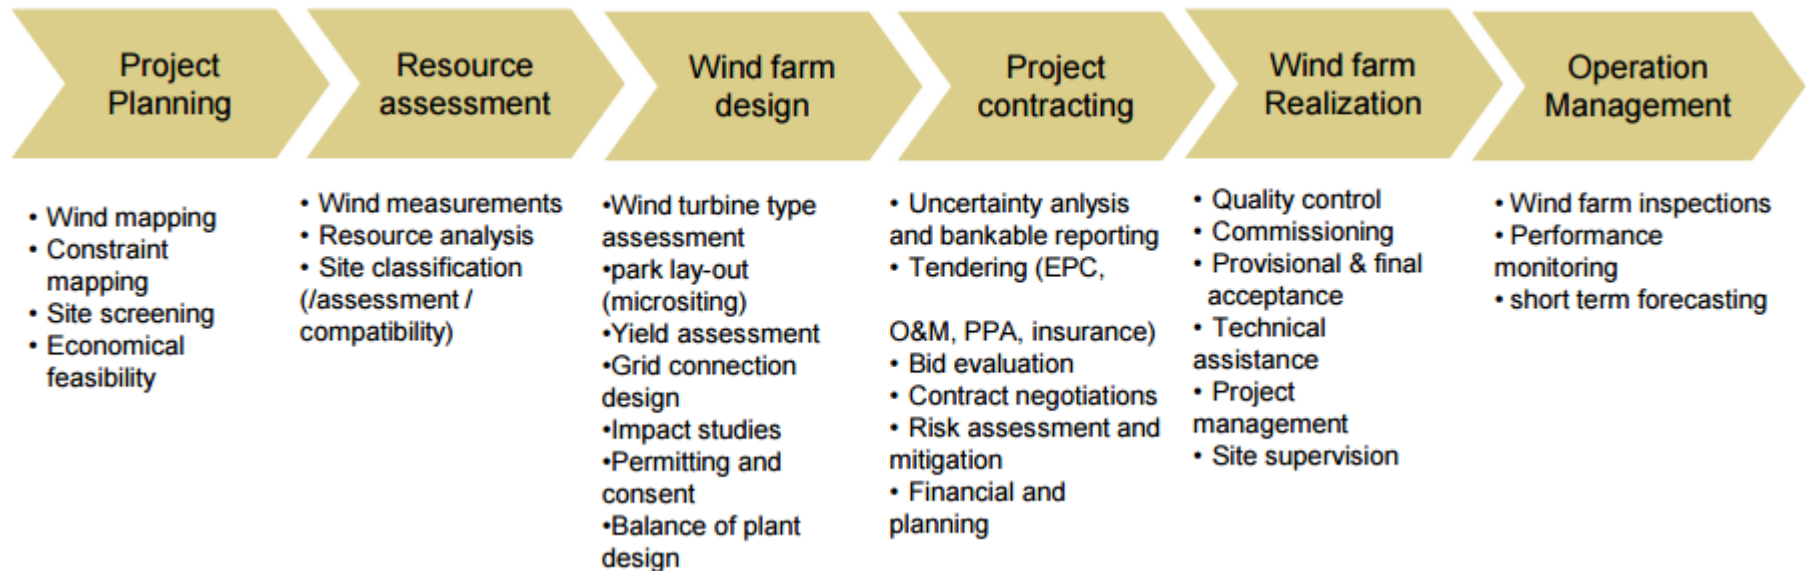 Project
Planning
Resource
assessment
Wind farm
design
Project
contracting
Wind farm
Realization
Operation
Management
• Wind mapping
• Constraint
mapping
• Site screening
• Economical
feasibility
• Wind measurements
• Resource analysis
• Site classification
(/assessment /
compatibility)
•Wind turbine type
assessment
•park lay-out
(micrositing)
•Yield assessment
•Grid connection
design
•Impact studies
•Permitting and
consent
•Balance of plant
design
• Uncertainty anlysis
and bankable reporting
• Tendering (EPC,
O&M, PPA, insurance)
• Bid evaluation
• Contract negotiations
• Risk assessment and
mitigation
• Financial and
planning
• Quality control
• Commissioning
• Provisional & final
acceptance
• Technical
assistance
• Project
management
• Site supervision
• Wind farm inspections
• Performance
monitoring
• short term forecasting